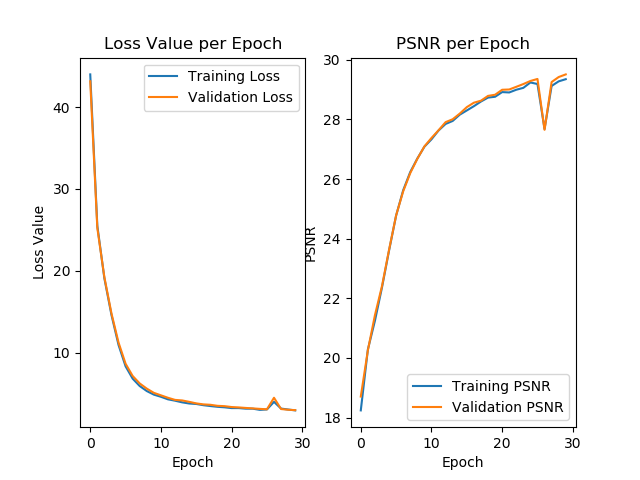 Loss Value per Epoch
Training Loss
Validation Loss
40
30
20
10
0
10
20
30
Loss Value
Epoch
PSNR per Epoch
30
28
26
24
22
20
18
0
10
20
30
PSNR
Epoch
Training PSNR
Validation PSNR